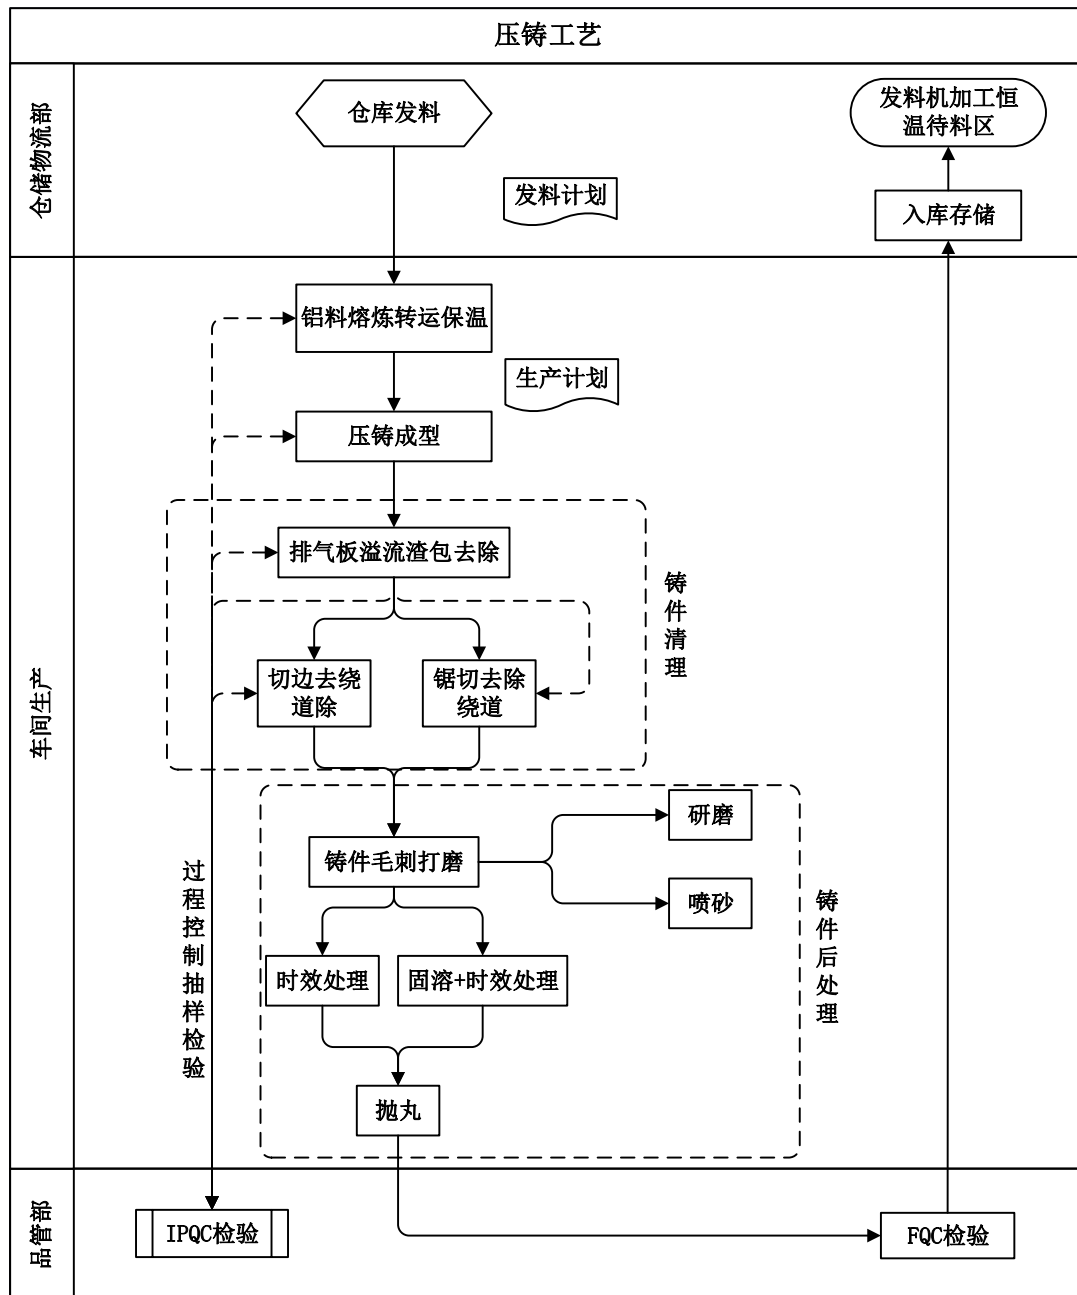 压铸工艺
仓储物流部
仓库发料
发料机加工恒
温待料区
发料计划
入库存储
车间生产
铝料熔炼转运保温
生产计划
压铸成型
排气板溢流渣包去除
铸件清理
切边去绕
道除
锯切去除
绕道
研磨
铸件毛刺打磨
喷砂
过程控制抽样检验
铸件后处理
时效处理
固溶+时效处理
抛丸
品管部
IPQC检验
FQC检验